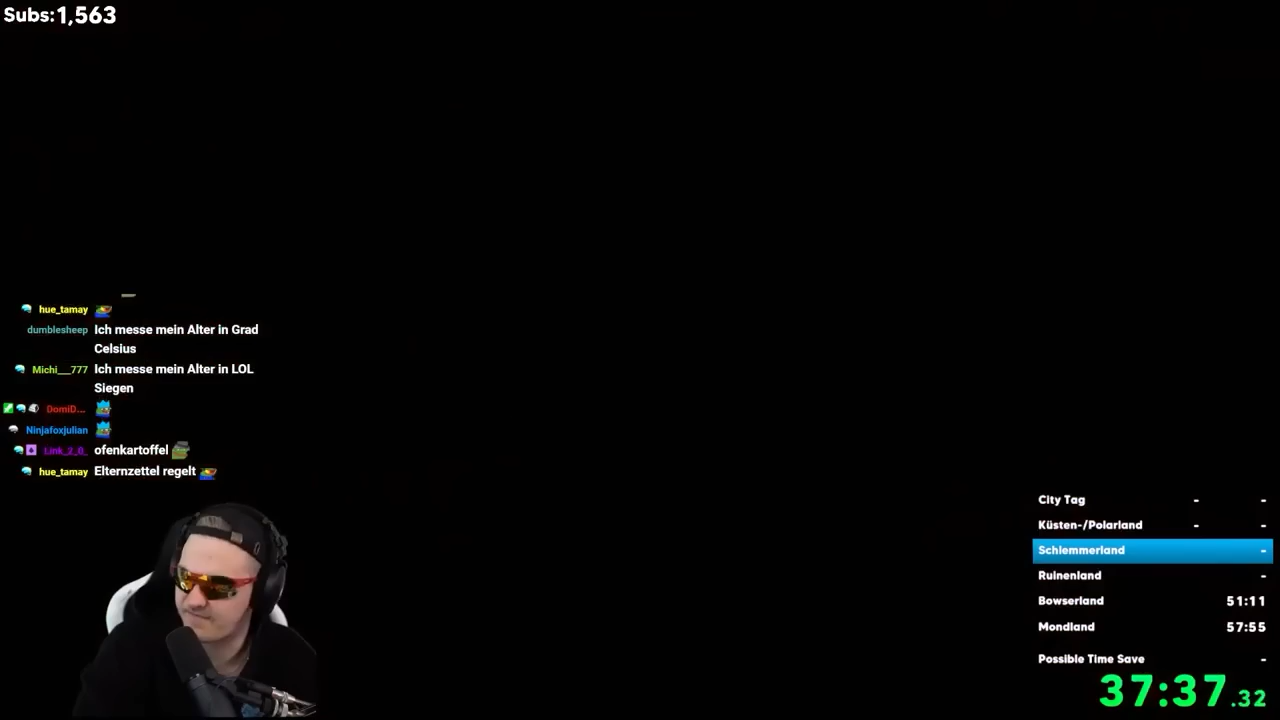 Subs:1,563
hue_tamay
dumblesheep Ich messe mein Alter in Grad
Celsius
Michi__777 Ich messe mein Alter in LOL
Siegen
DomiD...
Ninjafoxjulian
Link_2_0_ ofenkartoffel
hue_tamay Elternzettel regelt
City Tag - -
Küsten-/Polarland - -
Schlemmerland -
Ruinenland -
Bowserland 51:11
Mondland 57:55
Possible Time Save -
37:37.32